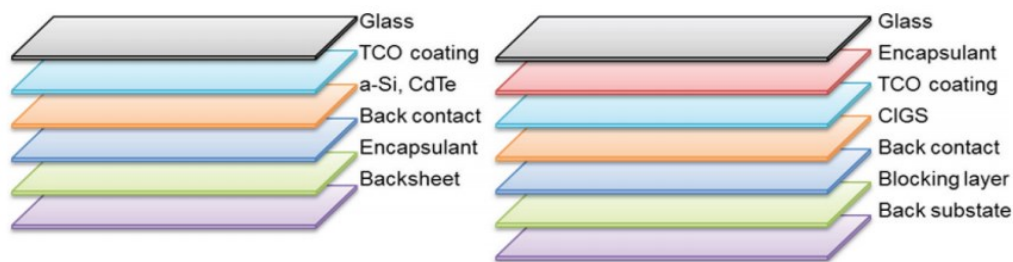 Glass
TCO coating
a-Si, CdTe
Back contact
Encapsulant
Backsheet
Glass
Encapsulant
TCO coating
CIGS
Back contact
Blocking layer
Back substate